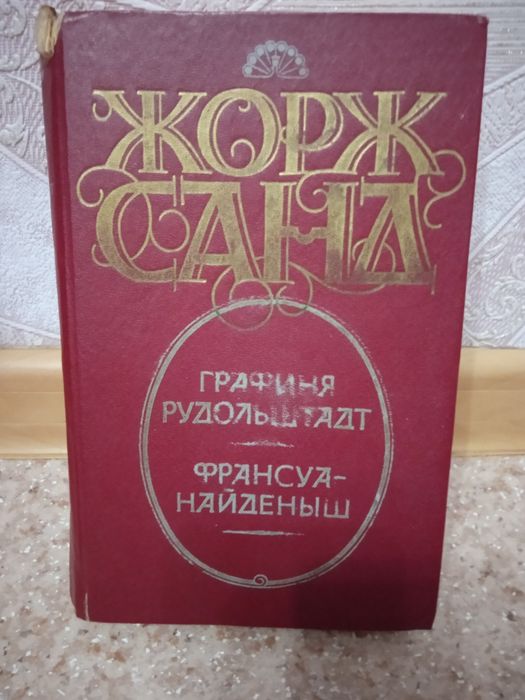 ЖОРЖ
САНД
ГРАФИНЯ
РУДОЛЬШТАДТ
ФРАНСУА-
НАЙДЕНЫШ